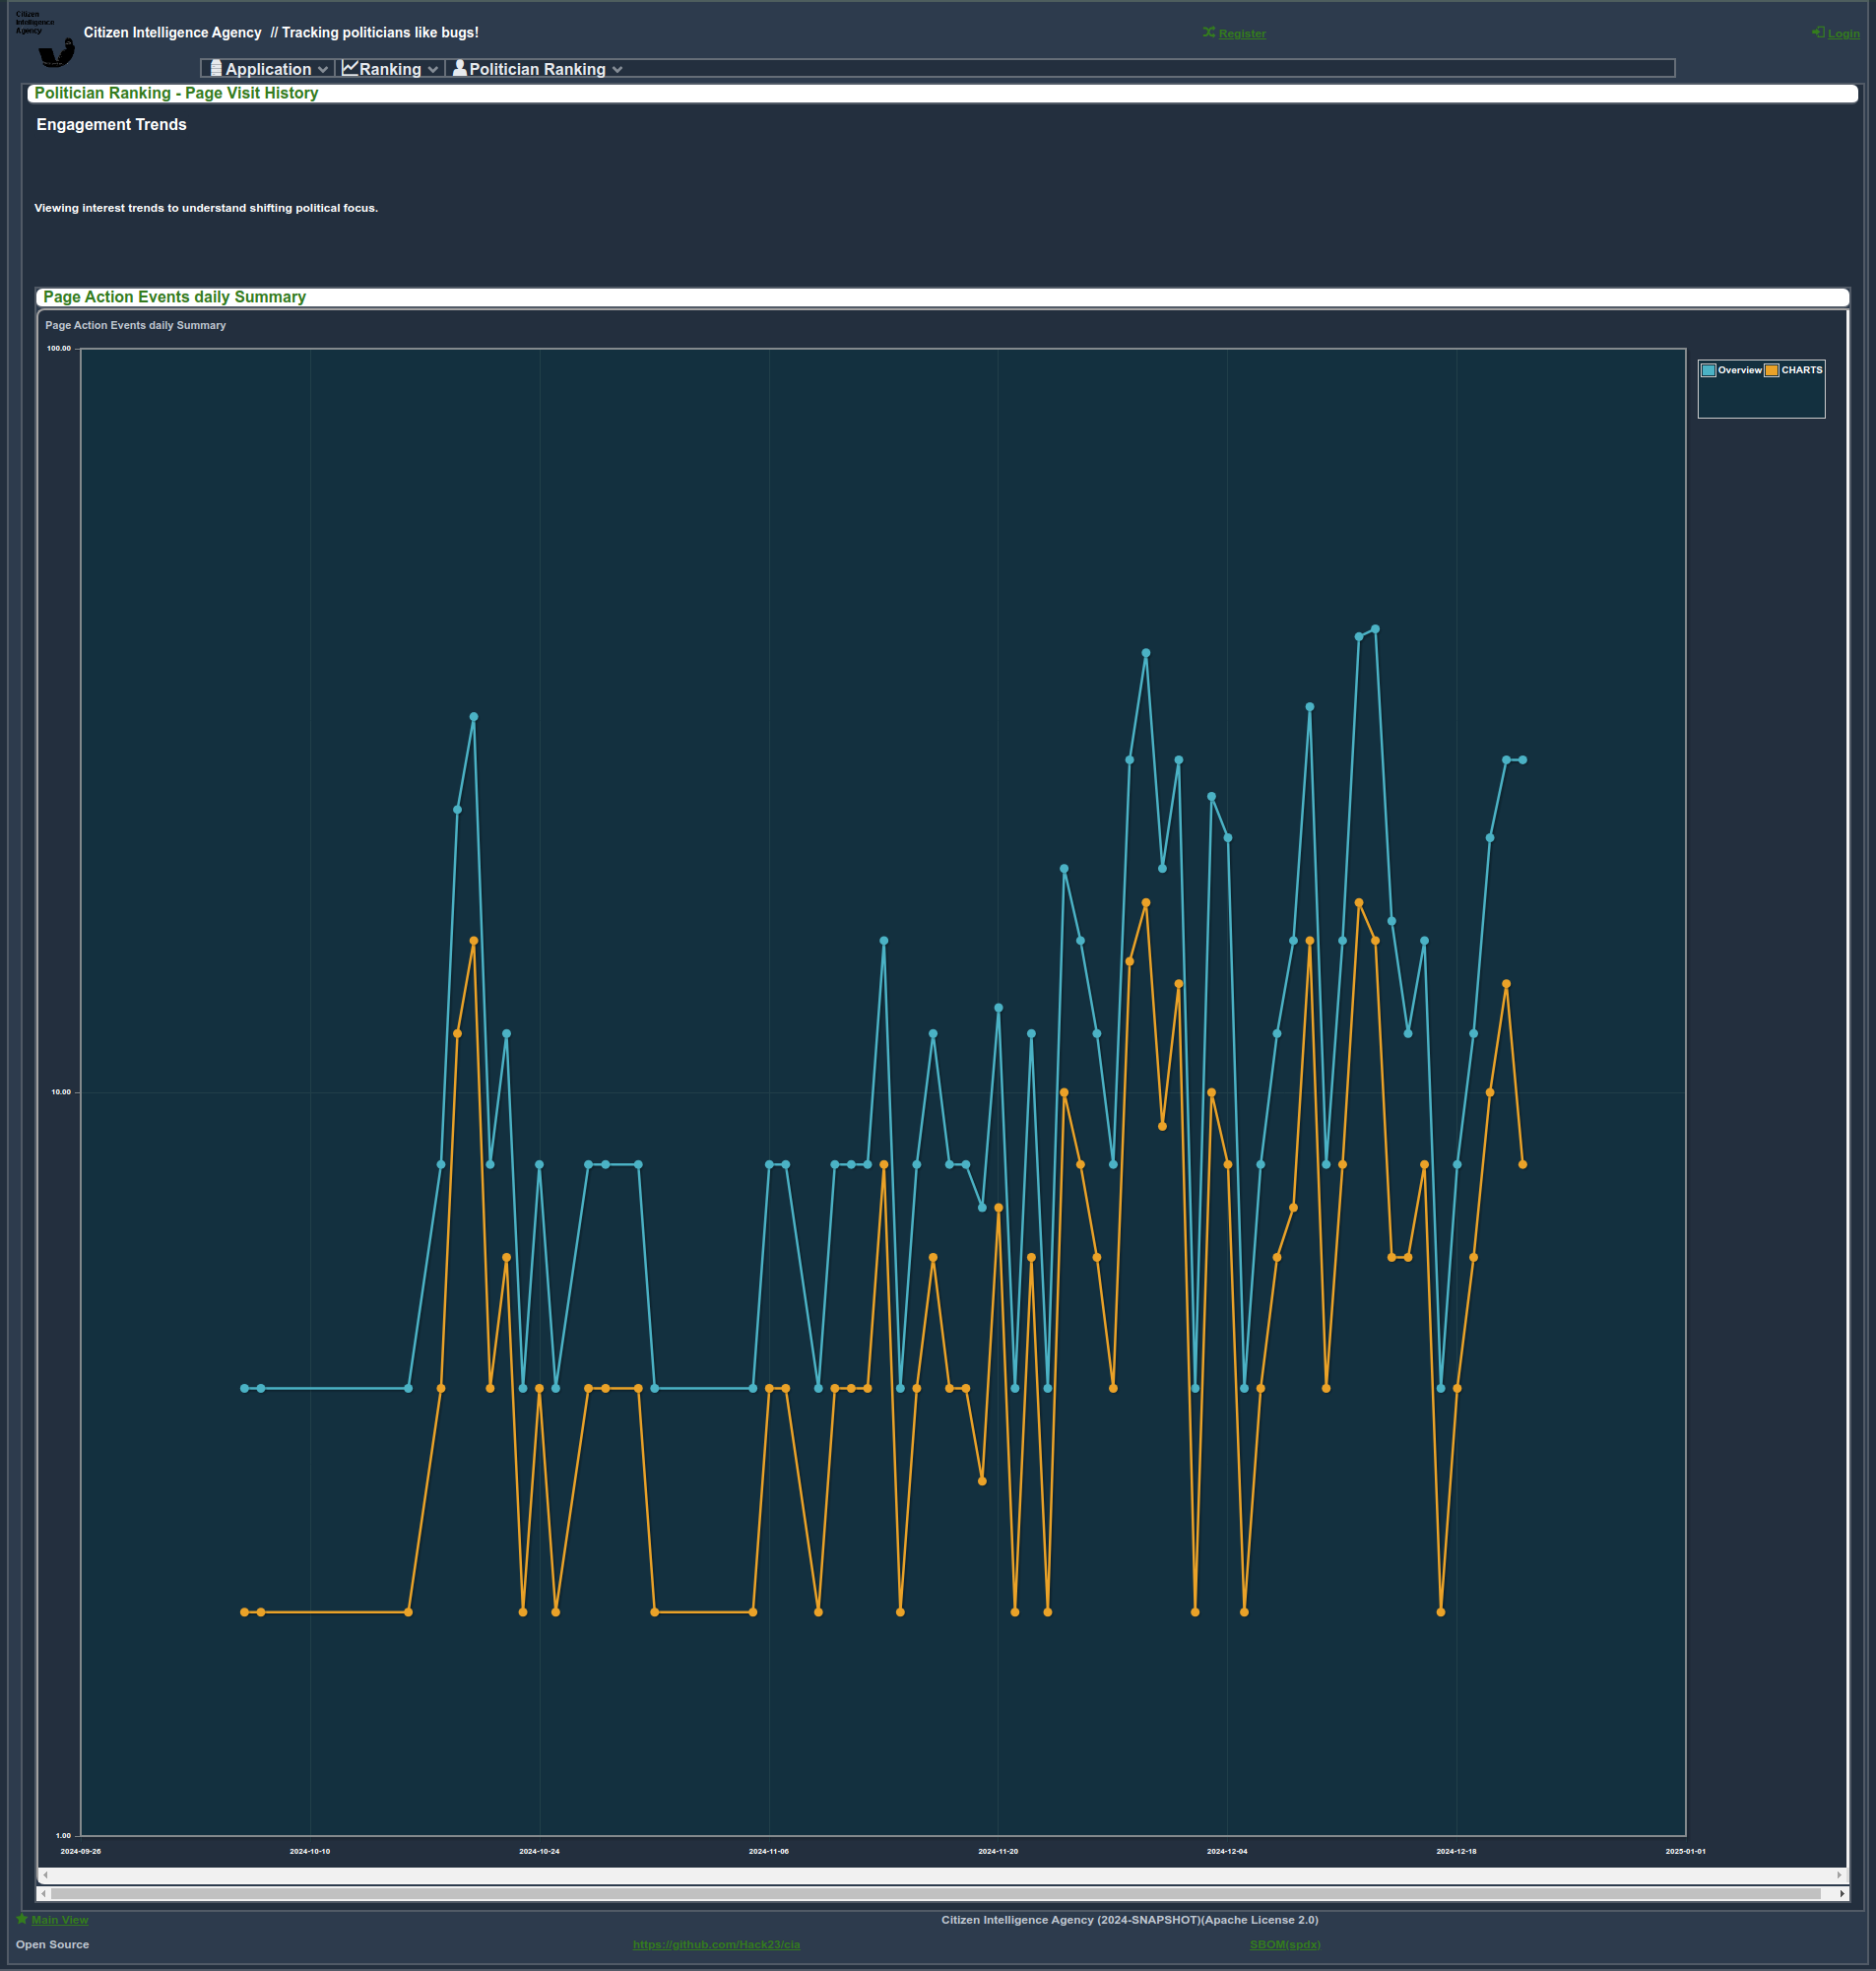 Citizen
Intelligence
Agency
Citizen Intelligence Agency // Tracking politicians like bugs!
Register
Login
Application
Ranking
Politician Ranking
Politician Ranking - Page Visit History
Engagement Trends
Viewing interest trends to understand shifting political focus.
Page Action Events daily Summary
Page Action Events daily Summary
100.00
Overview CHARTS
10.00
1.00
2024-09-26 2024-10-10 2024-10-24 2024-11-06 2024-11-20 2024-12-04 2024-12-18 2025-01-01
Main View
Citizen Intelligence Agency (2024-SNAPSHOT)(Apache License 2.0)
Open Source
https://github.com/Hack23/cia
SBOM(spdx)